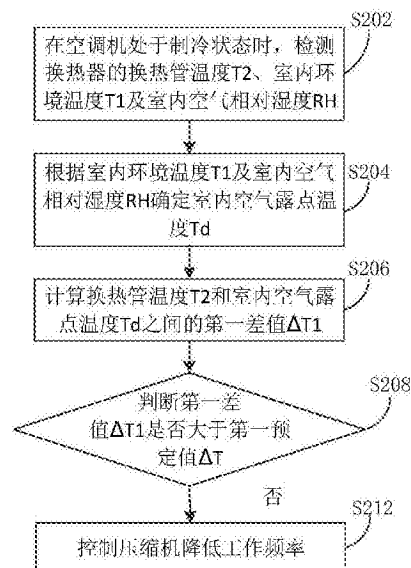 S202
在空调机处于制冷状态时，检测
换热器的换热管温度T2、室内环
境温度T1及室内空气相对湿度RH
S204
根据室内环境温度T1及室内空气
相对湿度RH确定室内空气露点温
度Td
S206
计算换热管温度T2和室内空气露
点温度Td之间的第一差值ΔT1
S208
判断第一差
值ΔT1是否大于第一预
定值ΔT
否
S212
控制压缩机降低工作频率